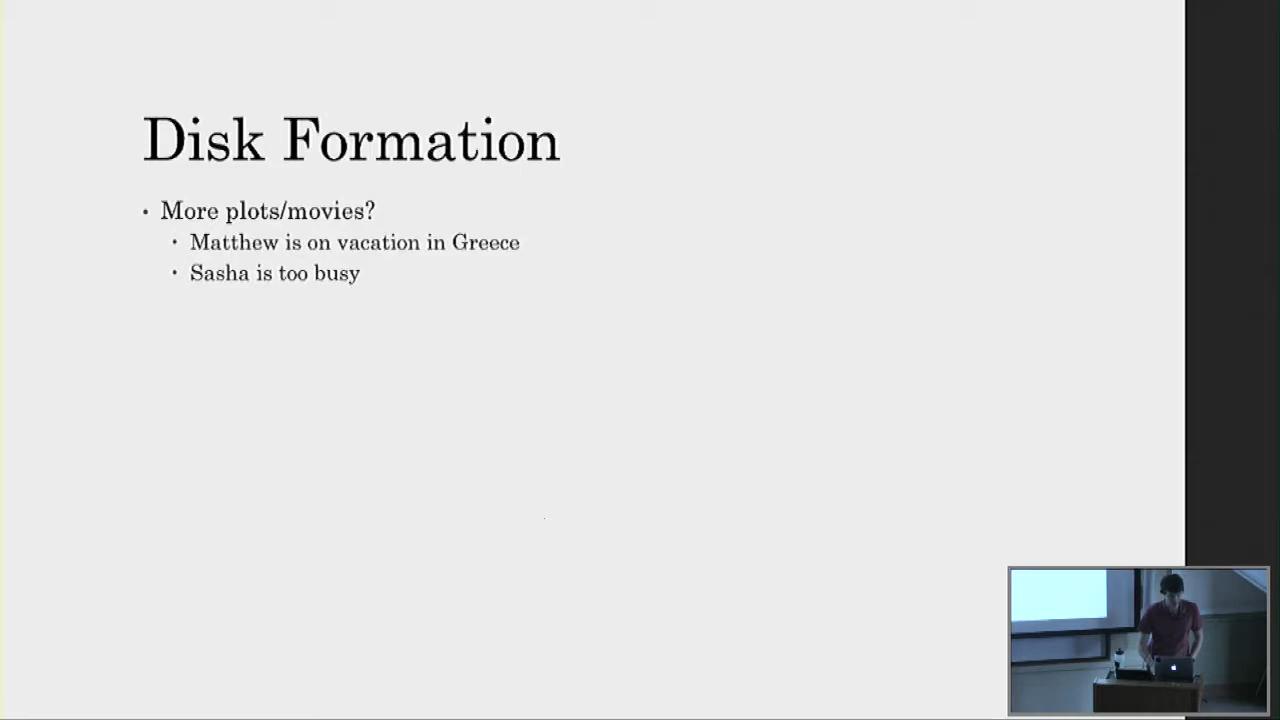 Disk Formation
• More plots/movies?
• Matthew is on vacation in Greece
• Sasha is too busy